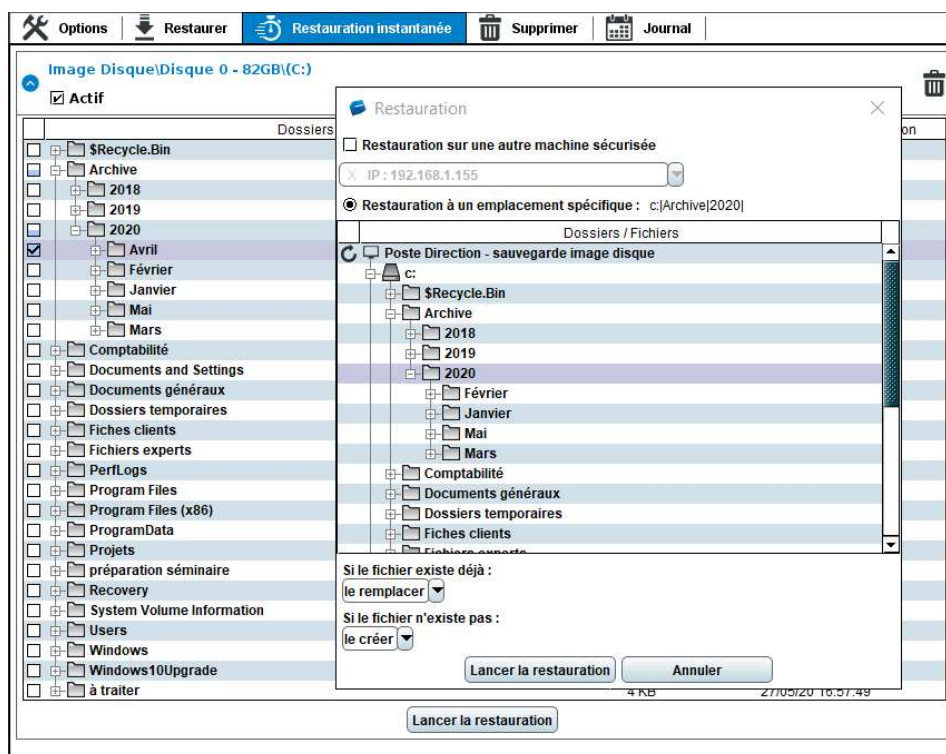 Options Restaurer Restauration instantanée Supprimer Journal
Image Disque\Disque 0 - 82GB\(C:)
Actif
Dossiers
on
$Recycle.Bin
Archive
2018
2019
2020
Avril
Février
Janvier
Mai
Mars
Comptabilité
Documents and Settings
Documents généraux
Dossiers temporaires
Fiches clients
Fichiers experts
PerfLogs
Program Files
Program Files (x86)
ProgramData
Projets
préparation séminaire
Recovery
System Volume Information
Users
Windows
Windows10Upgrade
à traiter 4 KB 27/05/20 16:57:49
Lancer la restauration
Restauration
Restauration sur une autre machine sécurisée
X IP : 192.168.1.155
Restauration à un emplacement spécifique : c:|Archive|2020|
Dossiers / Fichiers
Poste Direction - sauvegarde image disque
c:
$Recycle.Bin
Archive
2018
2019
2020
Février
Janvier
Mai
Mars
Comptabilité
Documents généraux
Dossiers temporaires
Fiches clients
Fichiers experts
Si le fichier existe déjà :
le remplacer
Si le fichier n'existe pas :
le créer
Lancer la restauration Annuler